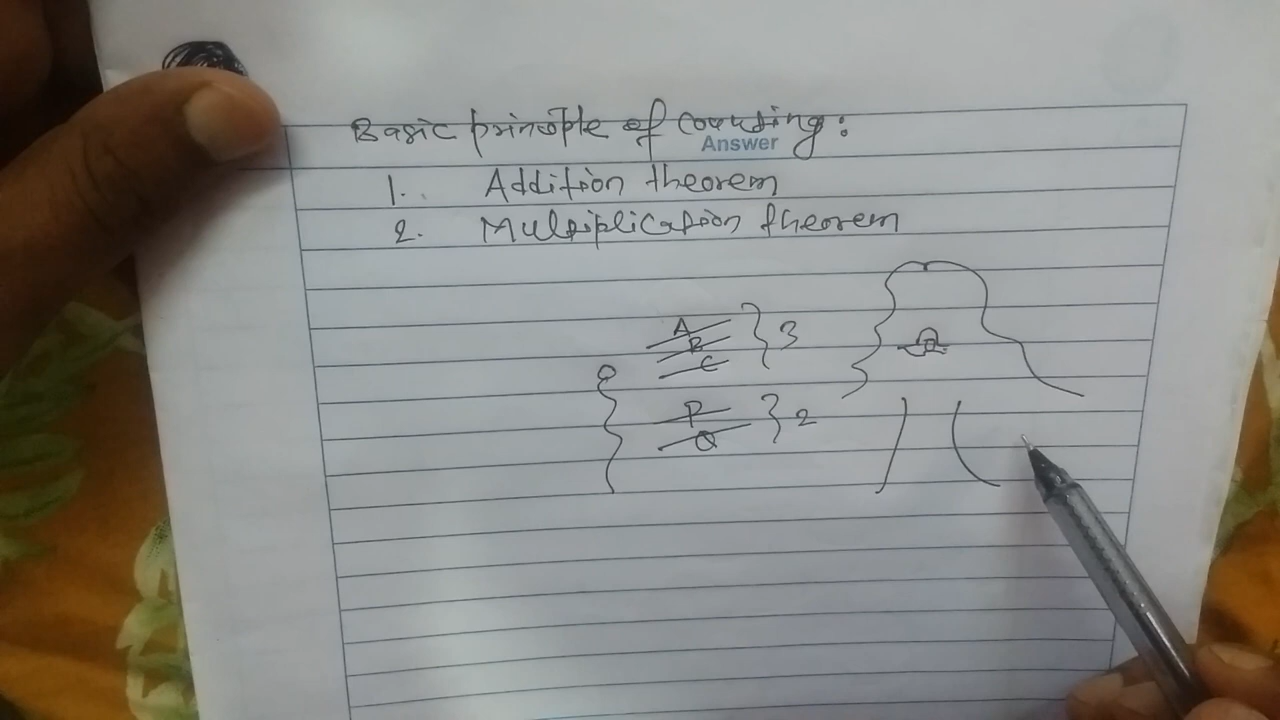 Basic principle of counting:
Answer
1. Addition theorem
2. Multiplication theorem
A
B } 3
C
P } 2
Q